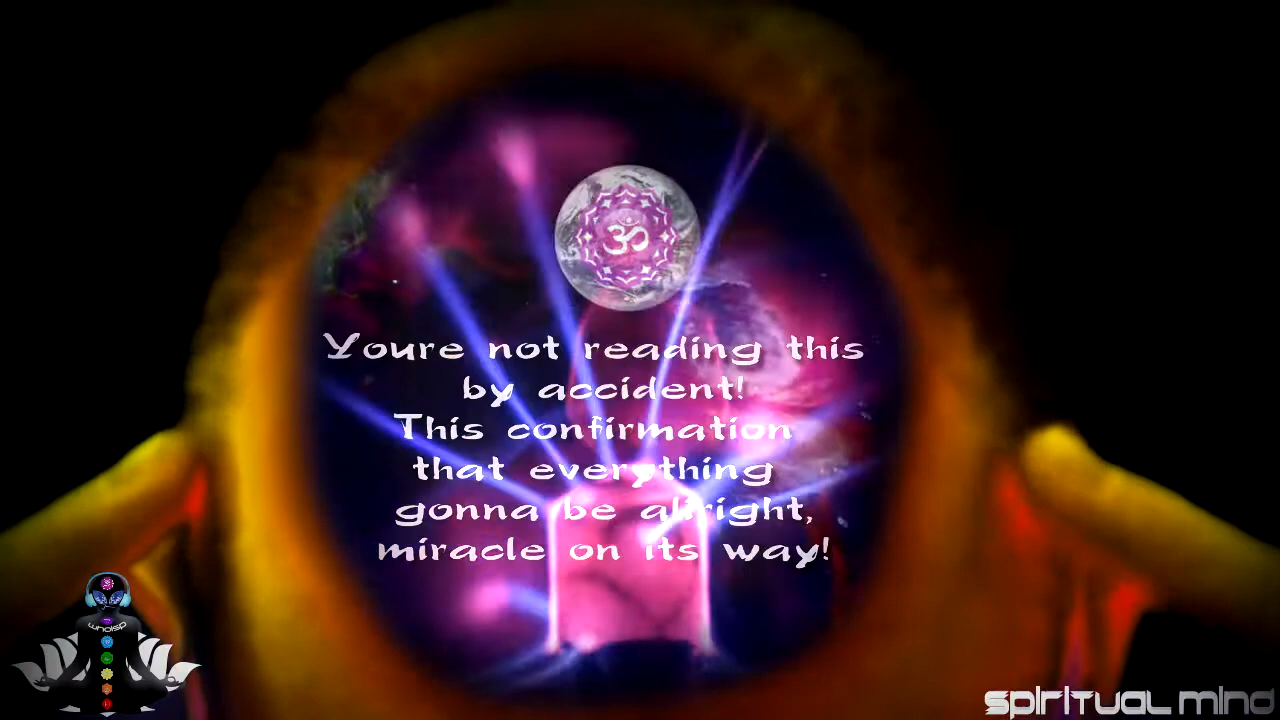 ॐ
Youre not reading this
by accident!
This confirmation
that everything
gonna be alright,
miracle on its way!
whoisp
SPIRITUAL MIND